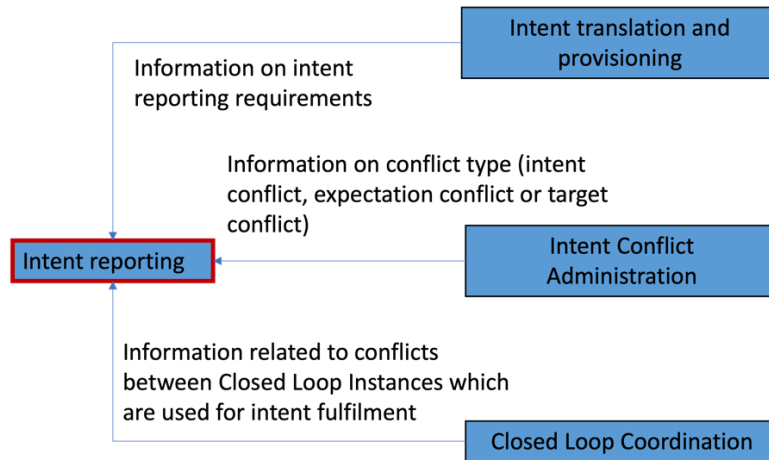 Intent translation and
provisioning
Information on intent
reporting requirements
Information on conflict type (intent
conflict, expectation conflict or target
conflict)
Intent reporting
Intent Conflict
Administration
Information related to conflicts
between Closed Loop Instances which
are used for intent fulfilment
Closed Loop Coordination